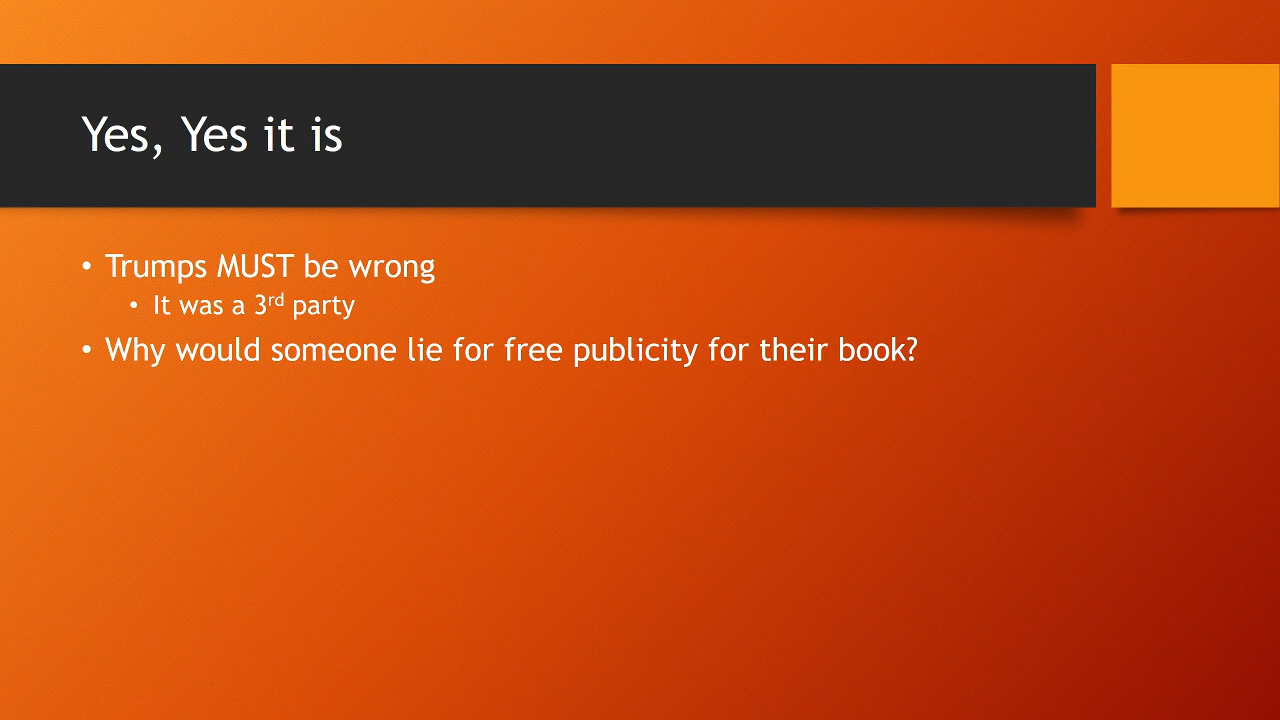 Yes, Yes it is
• Trumps MUST be wrong
• It was a 3rd party
• Why would someone lie for free publicity for their book?